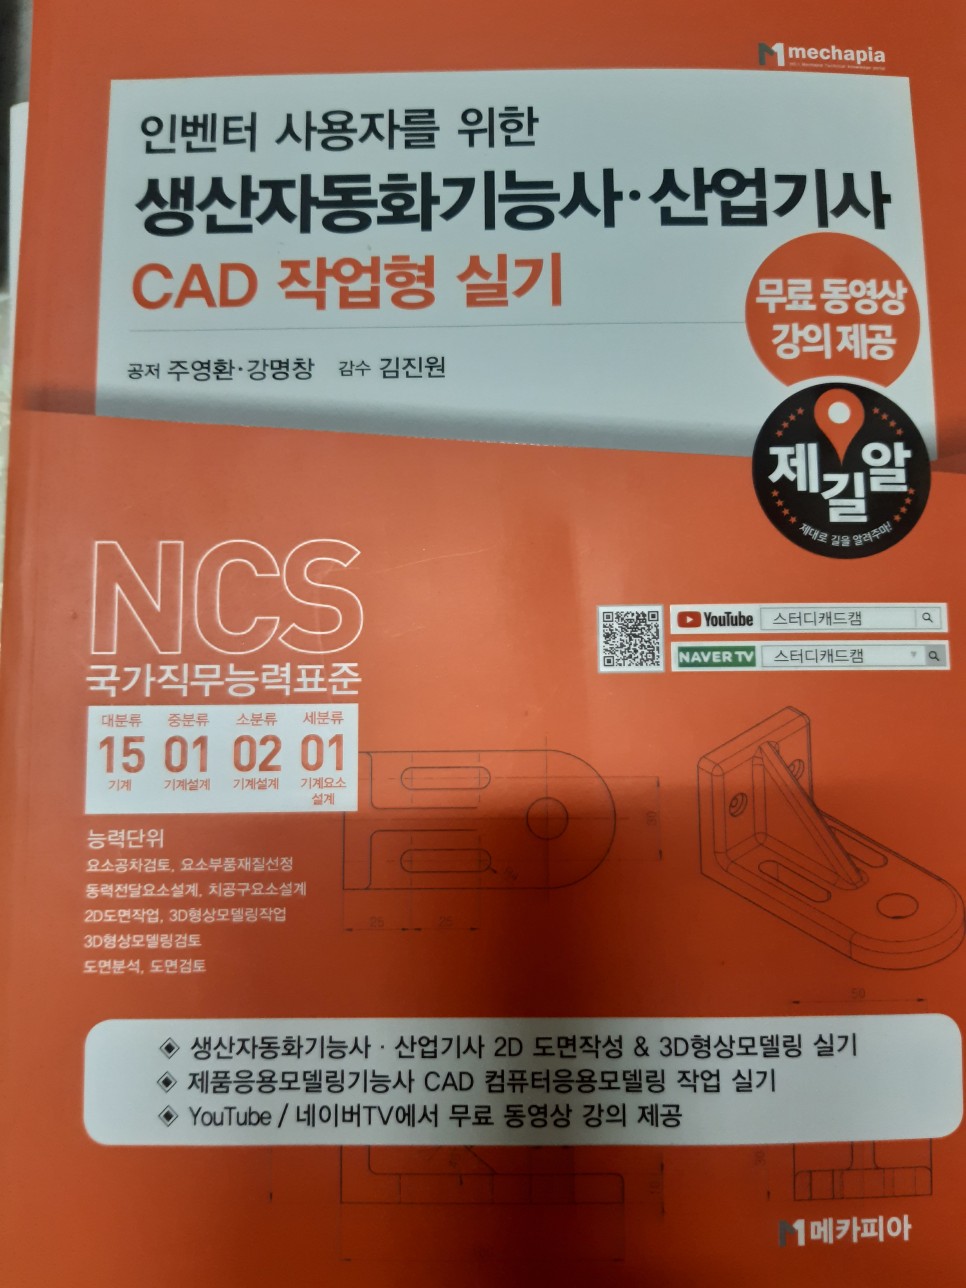 mechapia
인벤터 사용자를 위한
생산자동화기능사·산업기사
CAD 작업형 실기
무료 동영상
강의 제공
공저 주영환·강명창 감수 김진원
제길알
제대로 길을 알려주마!
NCS
국가직무능력표준
YouTube 스터디캐드캠
NAVER TV 스터디캐드캠
대분류 중분류 소분류 세분류
15 01 02 01
기계 기계설계 기계설계 기계요소
설계
능력단위
요소공차검토, 요소부품재질선정
동력전달요소설계, 치공구요소설계
2D도면작업, 3D형상모델링작업
3D형상모델링검토
도면분석, 도면검토
26 26
50
◈ 생산자동화기능사 · 산업기사 2D 도면작성 & 3D형상모델링 실기
◈ 제품응용모델링기능사 CAD 컴퓨터응용모델링 작업 실기
◈ YouTube / 네이버TV에서 무료 동영상 강의 제공
메카피아